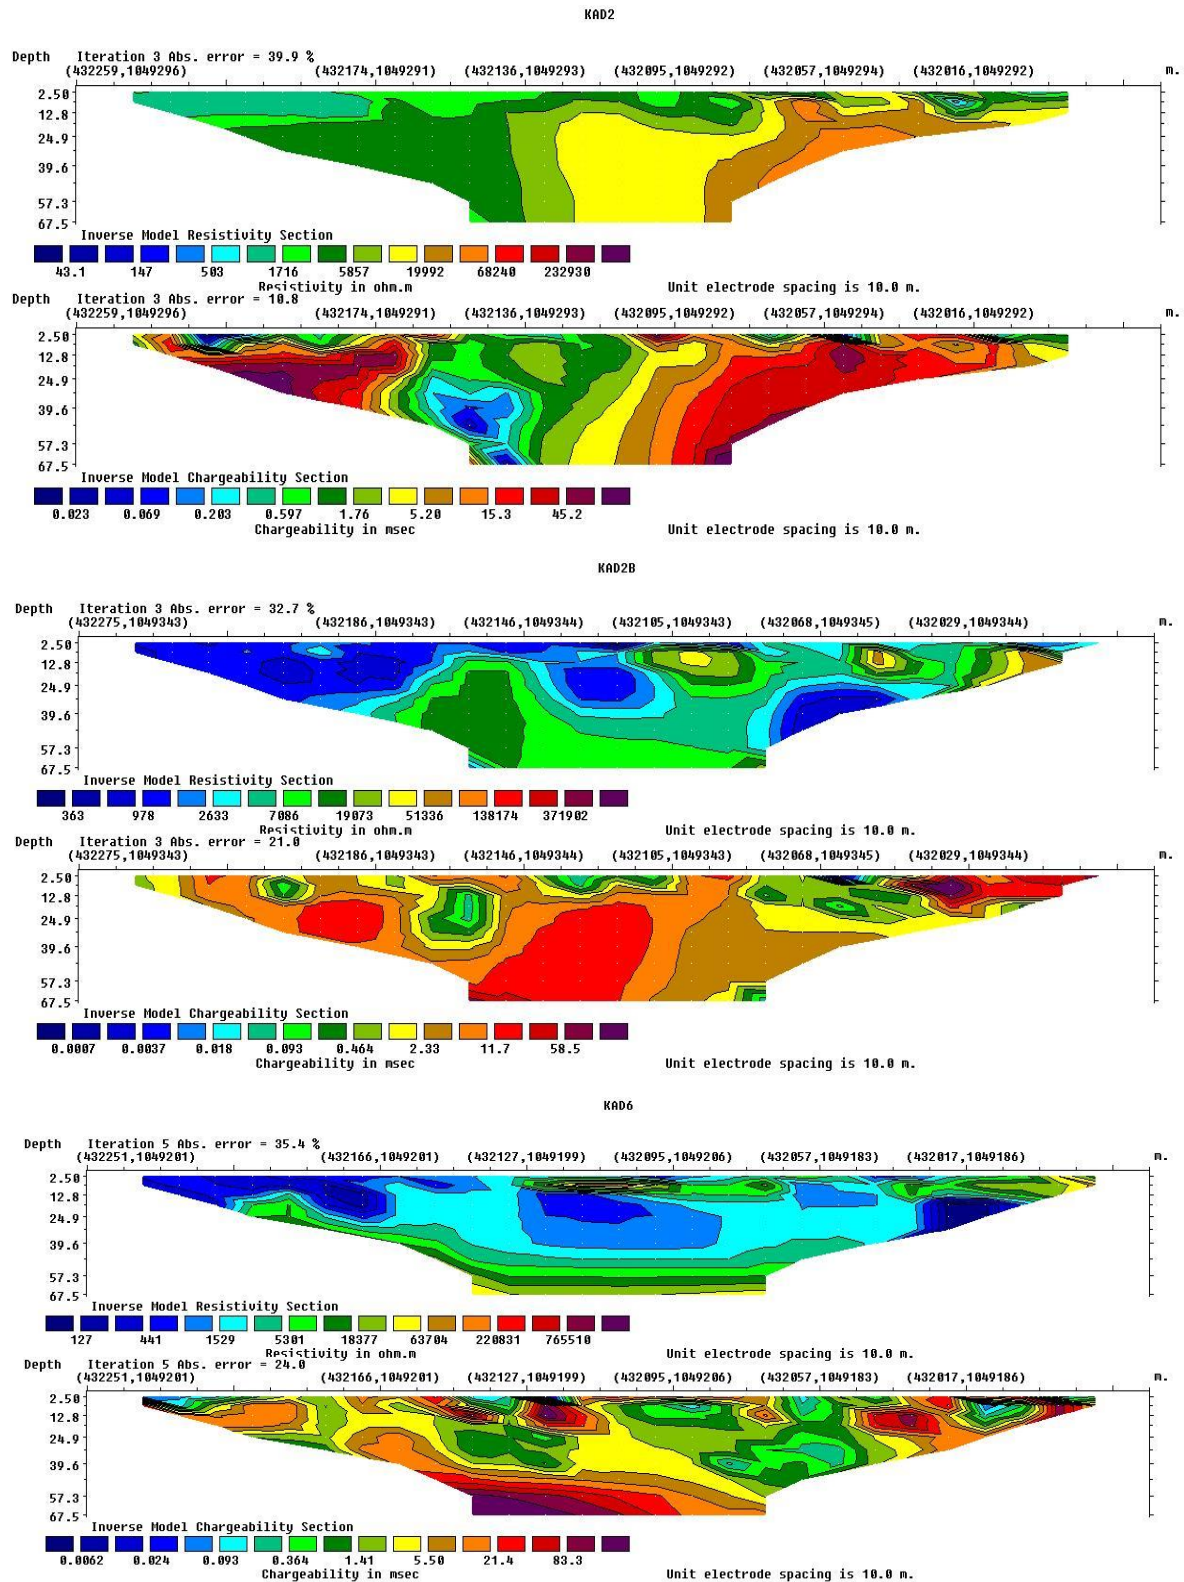 KAD2
Depth Iteration 3 Abs. error = 39.9 %
(432259,1049296) (432174,1049291) (432136,1049293) (432095,1049292) (432057,1049294) (432016,1049292) m.
2.50
12.8
24.9
39.6
57.3
67.5
Inverse Model Resistivity Section
43.1 147 503 1716 5857 19992 68240 232930
Resistivity in ohm.m Unit electrode spacing is 10.0 m.
Depth Iteration 3 Abs. error = 10.8
(432259,1049296) (432174,1049291) (432136,1049293) (432095,1049292) (432057,1049294) (432016,1049292) m.
2.50
12.8
24.9
39.6
57.3
67.5
Inverse Model Chargeability Section
0.023 0.069 0.203 0.597 1.76 5.20 15.3 45.2
Chargeability in msec Unit electrode spacing is 10.0 m.
KAD2B
Depth Iteration 3 Abs. error = 32.7 %
(432275,1049343) (432186,1049343) (432146,1049344) (432105,1049343) (432068,1049345) (432029,1049344) m.
2.50
12.8
24.9
39.6
57.3
67.5
Inverse Model Resistivity Section
363 978 2633 7086 19073 51336 138174 371902
Resistivity in ohm.m Unit electrode spacing is 10.0 m.
Depth Iteration 3 Abs. error = 21.0
(432275,1049343) (432186,1049343) (432146,1049344) (432105,1049343) (432068,1049345) (432029,1049344) m.
2.50
12.8
24.9
39.6
57.3
67.5
Inverse Model Chargeability Section
0.0007 0.0037 0.018 0.093 0.464 2.33 11.7 58.5
Chargeability in msec Unit electrode spacing is 10.0 m.
KAD6
Depth Iteration 5 Abs. error = 35.4 %
(432251,1049201) (432166,1049201) (432127,1049199) (432095,1049206) (432057,1049183) (432017,1049186) m.
2.50
12.8
24.9
39.6
57.3
67.5
Inverse Model Resistivity Section
127 441 1529 5301 18377 63704 220831 765510
Resistivity in ohm.m Unit electrode spacing is 10.0 m.
Depth Iteration 5 Abs. error = 24.0
(432251,1049201) (432166,1049201) (432127,1049199) (432095,1049206) (432057,1049183) (432017,1049186) m.
2.50
12.8
24.9
39.6
57.3
67.5
Inverse Model Chargeability Section
0.0062 0.024 0.093 0.364 1.41 5.50 21.4 83.3
Chargeability in msec Unit electrode spacing is 10.0 m.